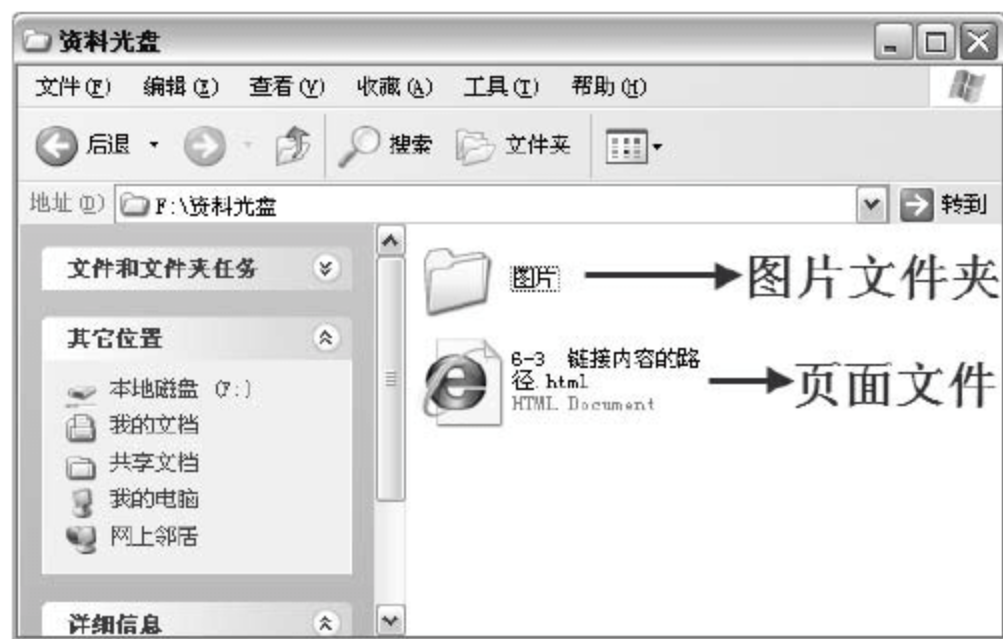 资料光盘
文件(F) 编辑(E) 查看(V) 收藏(A) 工具(T) 帮助(H)
后退 搜索 文件夹
地址(D) F:\资料光盘 转到
文件和文件夹任务
其它位置
本地磁盘 (F:)
我的文档
共享文档
我的电脑
网上邻居
详细信息
图片
图片文件夹
6-3 链接内容的路
径.html
HTML Document
页面文件